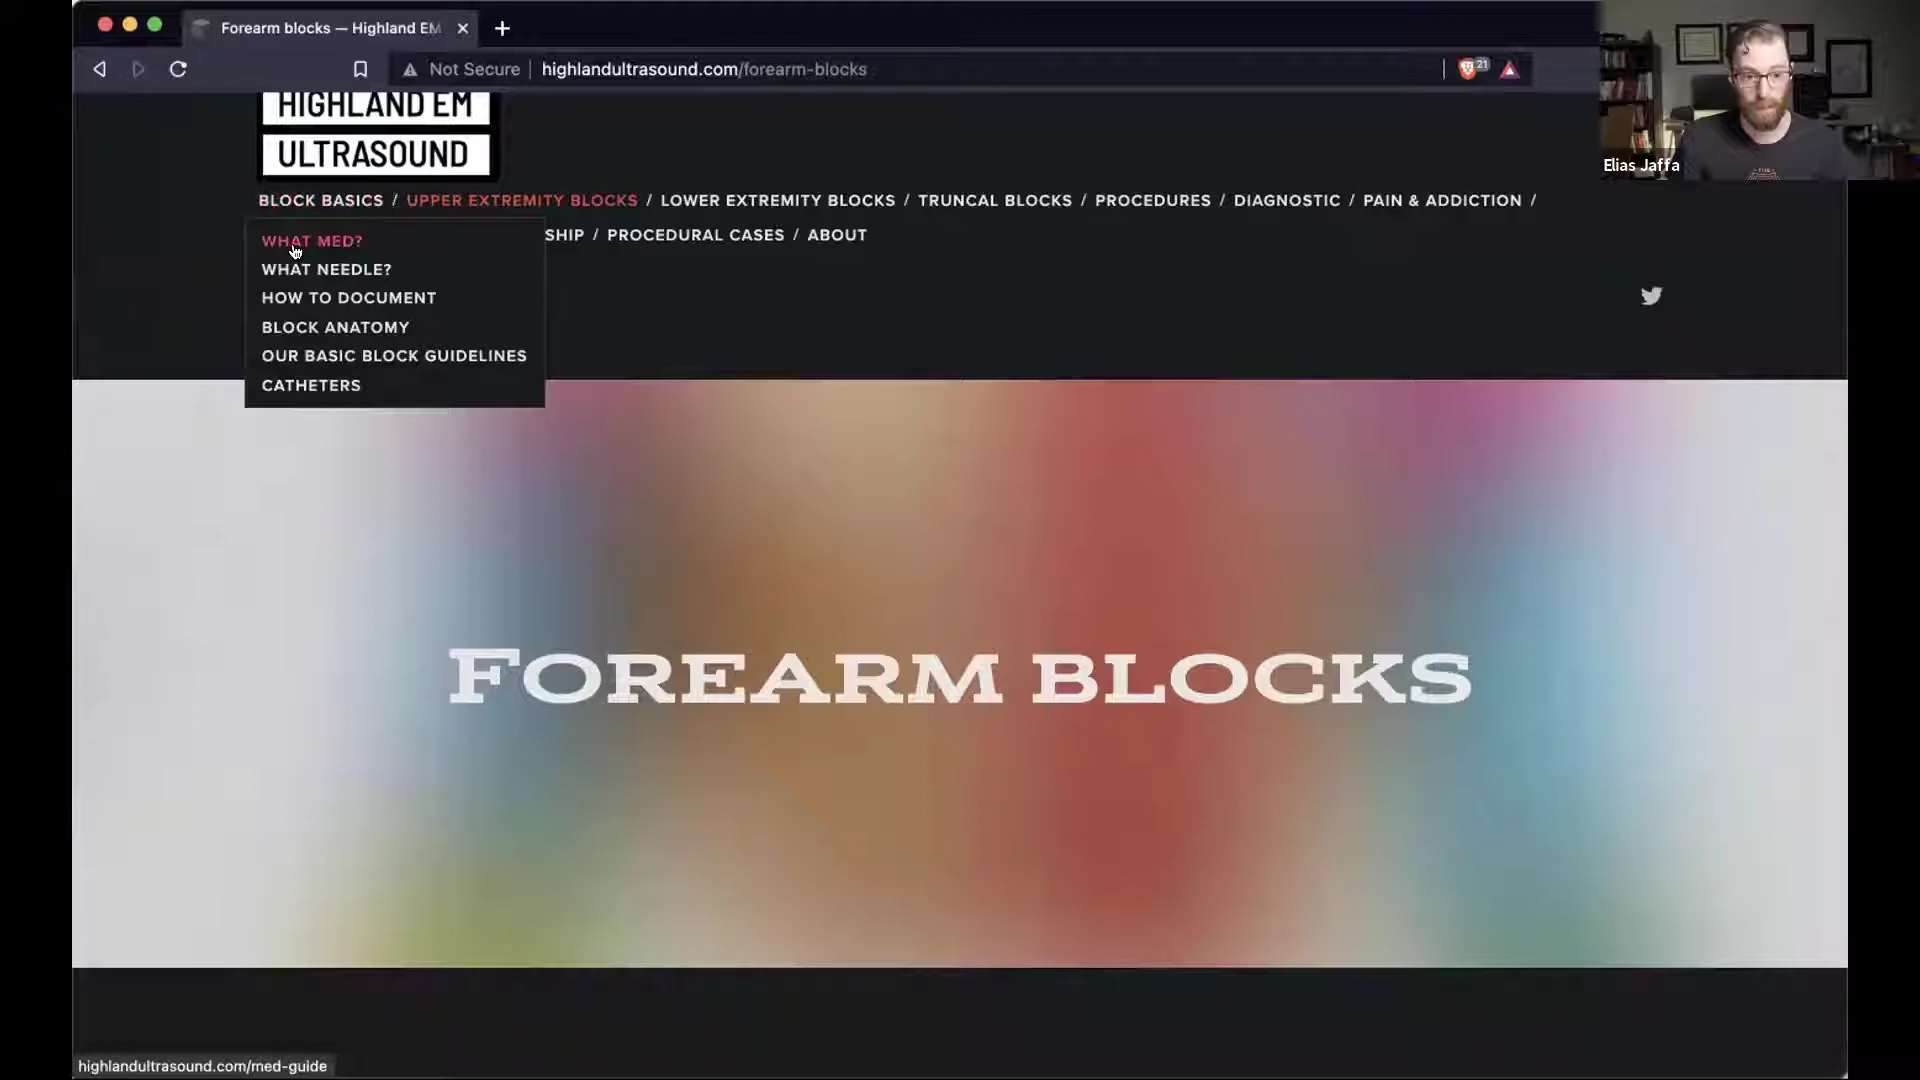 Forearm blocks — Highland EM
Not Secure
highlandultrasound.com/forearm-blocks
21
HIGHLAND EM
ULTRASOUND
BLOCK BASICS / UPPER EXTREMITY BLOCKS / LOWER EXTREMITY BLOCKS / TRUNCAL BLOCKS / PROCEDURES / DIAGNOSTIC / PAIN & ADDICTION /
SHIP / PROCEDURAL CASES / ABOUT
WHAT MED?
WHAT NEEDLE?
HOW TO DOCUMENT
BLOCK ANATOMY
OUR BASIC BLOCK GUIDELINES
CATHETERS
Elias Jaffa
FOREARM BLOCKS
highlandultrasound.com/med-guide